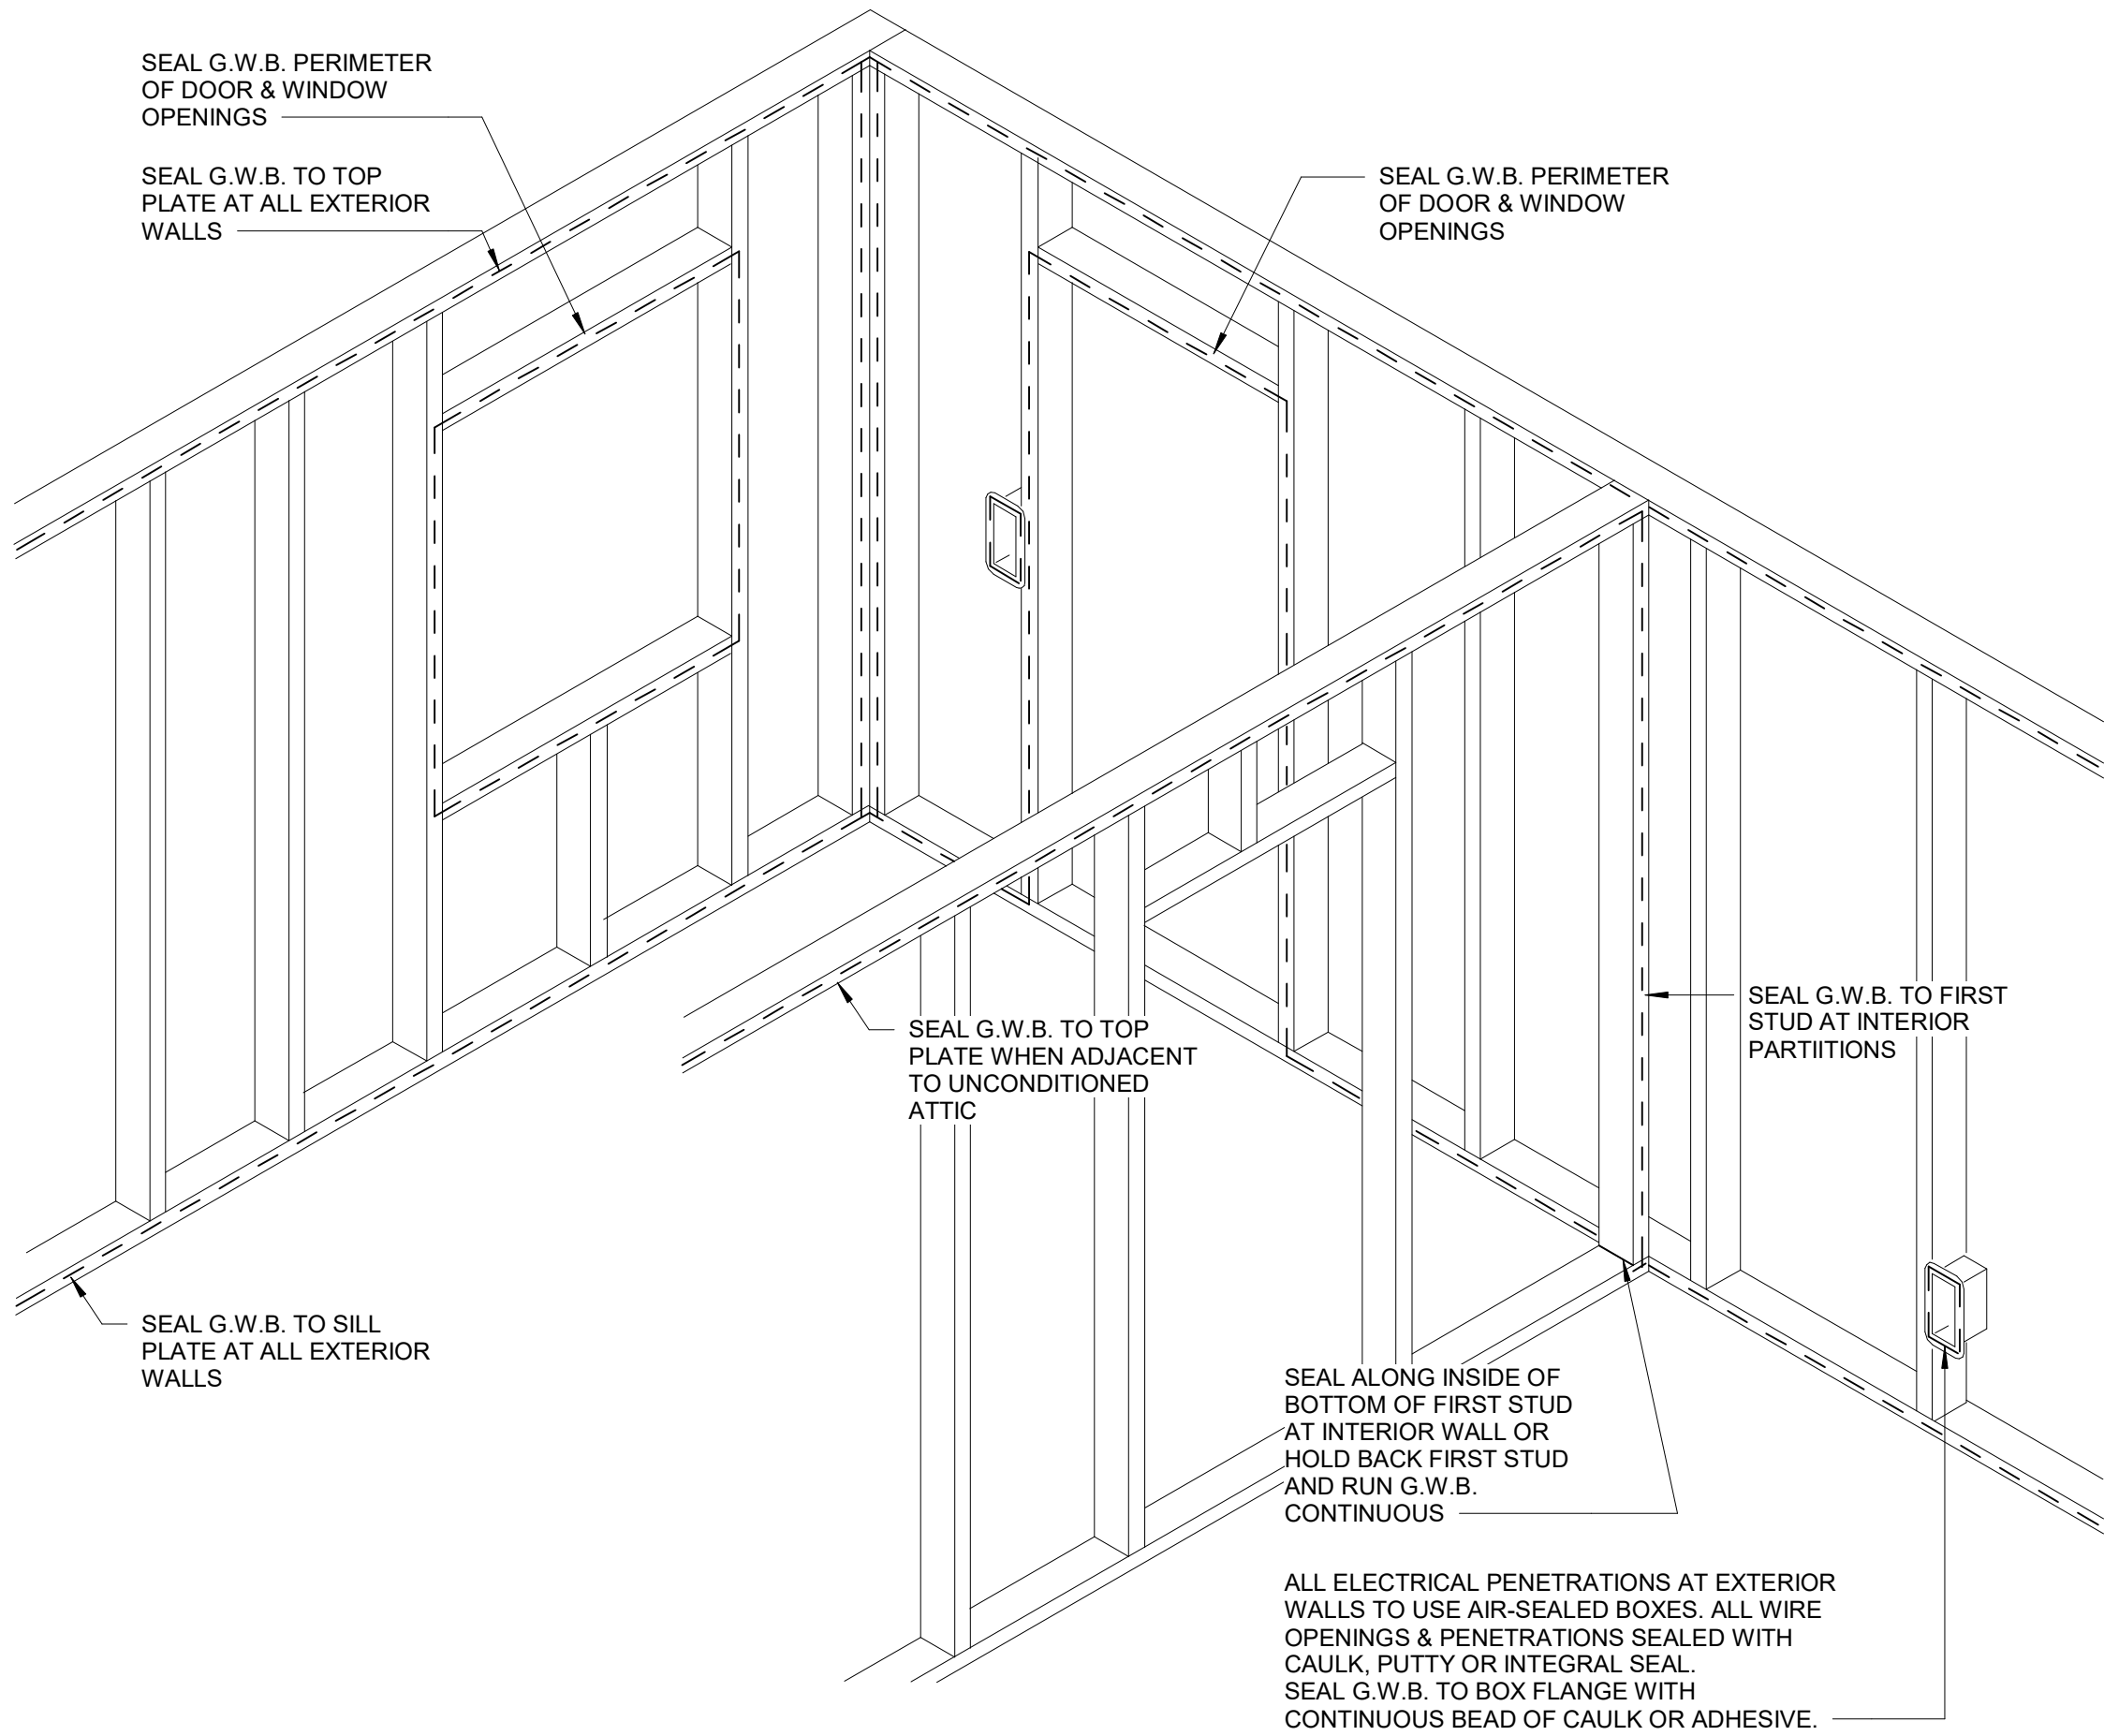 SEAL G.W.B. PERIMETER
OF DOOR & WINDOW
OPENINGS
SEAL G.W.B. TO TOP
PLATE AT ALL EXTERIOR
WALLS
SEAL G.W.B. PERIMETER
OF DOOR & WINDOW
OPENINGS
SEAL G.W.B. TO TOP
PLATE WHEN ADJACENT
TO UNCONDITIONED
ATTIC
SEAL G.W.B. TO FIRST
STUD AT INTERIOR
PARTIITIONS
SEAL G.W.B. TO SILL
PLATE AT ALL EXTERIOR
WALLS
SEAL ALONG INSIDE OF
BOTTOM OF FIRST STUD
AT INTERIOR WALL OR
HOLD BACK FIRST STUD
AND RUN G.W.B.
CONTINUOUS
ALL ELECTRICAL PENETRATIONS AT EXTERIOR
WALLS TO USE AIR-SEALED BOXES. ALL WIRE
OPENINGS & PENETRATIONS SEALED WITH
CAULK, PUTTY OR INTEGRAL SEAL.
SEAL G.W.B. TO BOX FLANGE WITH
CONTINUOUS BEAD OF CAULK OR ADHESIVE.